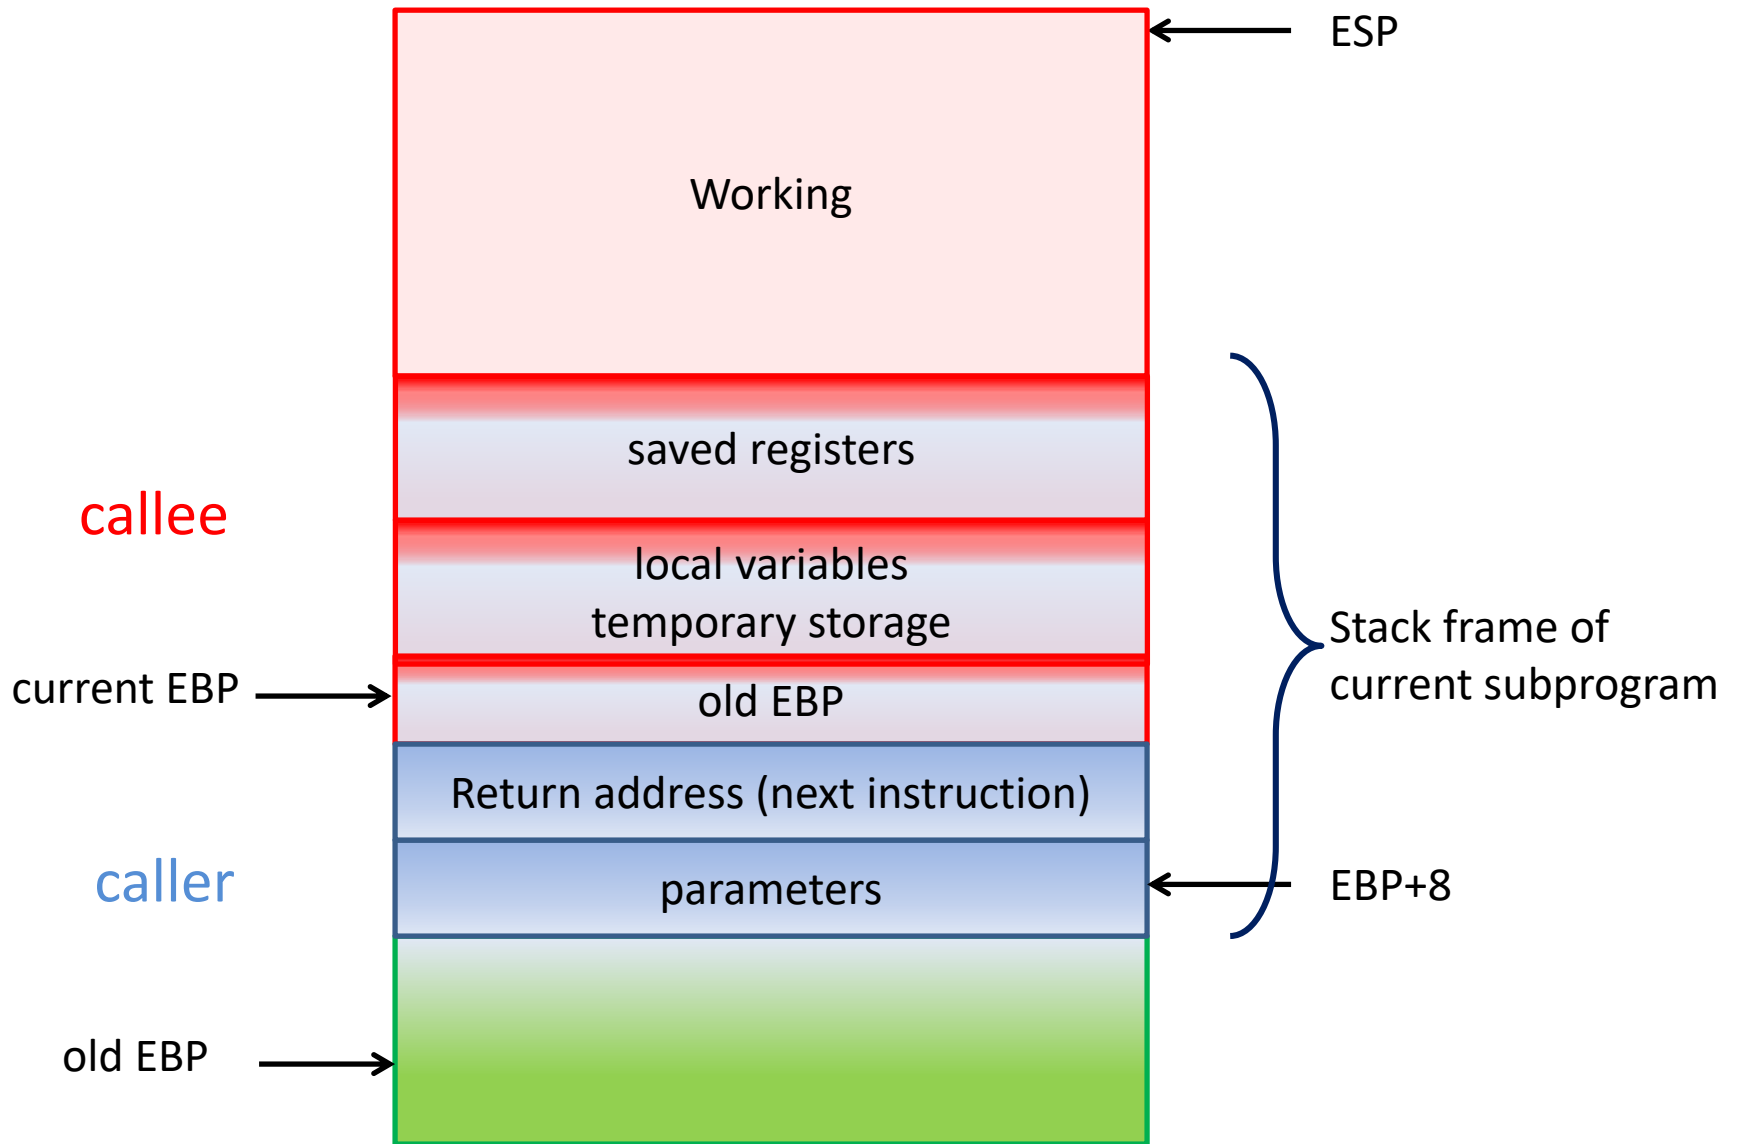 ESP
Working
saved registers
callee
local variables
temporary storage
Stack frame of
current subprogram
current EBP
old EBP
Return address (next instruction)
caller
parameters
EBP+8
old EBP